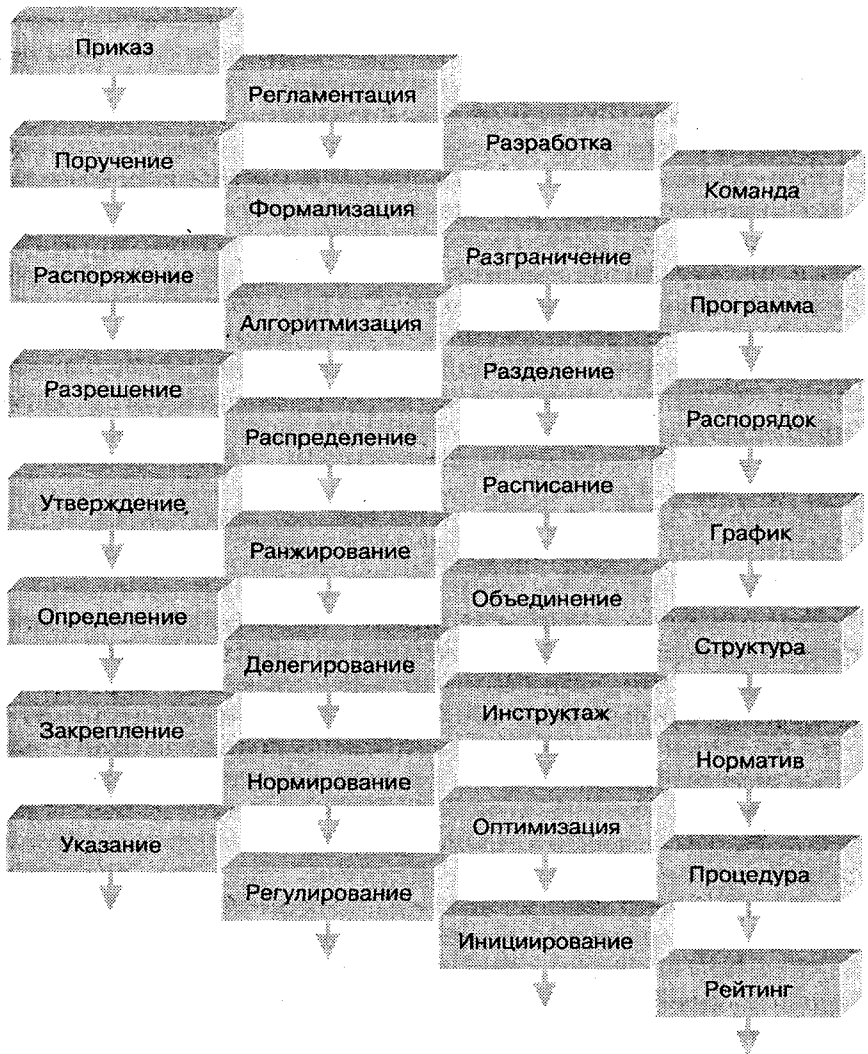 Приказ
Поручение
Распоряжение
Разрешение
Утверждение
Определение
Закрепление
Указание
Регламентация
Формализация
Алгоритмизация
Распределение
Ранжирование
Делегирование
Нормирование
Регулирование
Разработка
Разграничение
Разделение
Расписание
Объединение
Инструктаж
Оптимизация
Инициирование
Команда
Программа
Распорядок
График
Структура
Норматив
Процедура
Рейтинг